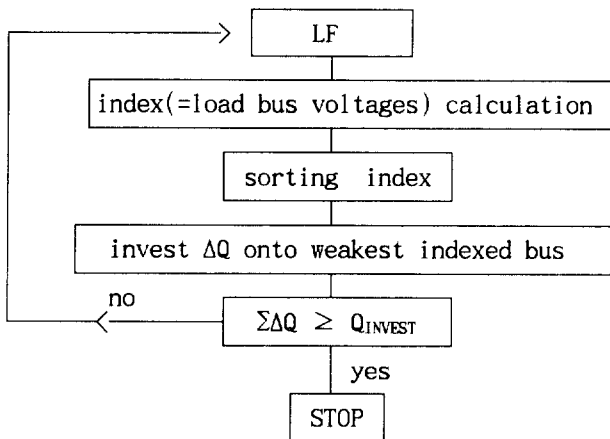 LF
index(=load bus voltages) calculation
sorting index
invest ΔQ onto weakest indexed bus
no
ΣΔQ ≥ QINVEST
yes
STOP